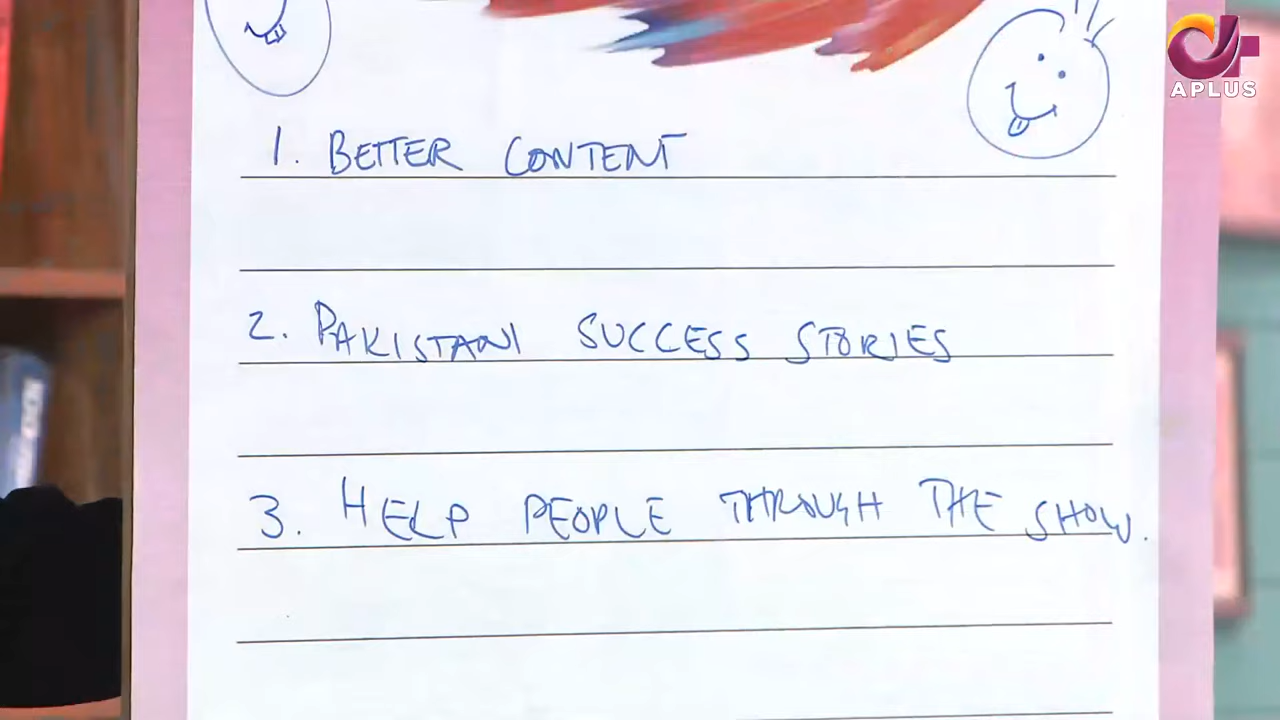 APLUS
1. BETTER CONTENT
2. PAKISTANI SUCCESS STORIES
3. HELP PEOPLE THROUGH THE SHOW.